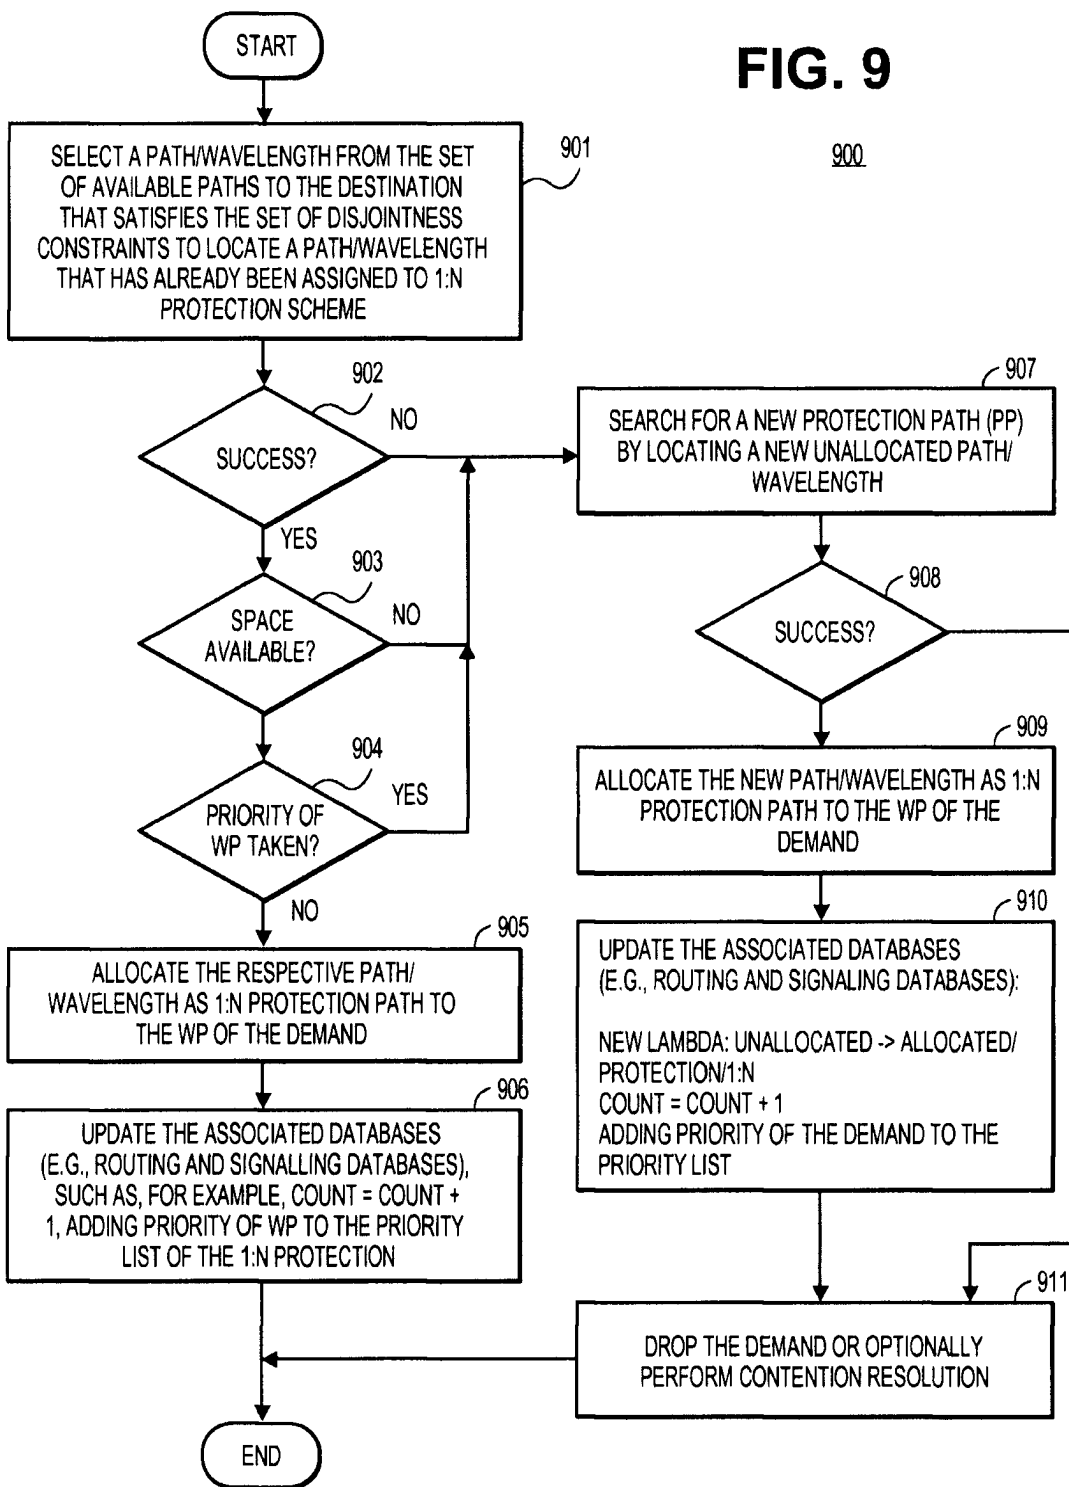 START
FIG. 9
900
901
SELECT A PATH/WAVELENGTH FROM THE SET
OF AVAILABLE PATHS TO THE DESTINATION
THAT SATISFIES THE SET OF DISJOINTNESS
CONSTRAINTS TO LOCATE A PATH/WAVELENGTH
THAT HAS ALREADY BEEN ASSIGNED TO 1:N
PROTECTION SCHEME
902
SUCCESS?
NO
YES
903
SPACE
AVAILABLE?
NO
904
PRIORITY OF
WP TAKEN?
YES
NO
905
ALLOCATE THE RESPECTIVE PATH/
WAVELENGTH AS 1:N PROTECTION PATH TO
THE WP OF THE DEMAND
906
UPDATE THE ASSOCIATED DATABASES
(E.G., ROUTING AND SIGNALLING DATABASES),
SUCH AS, FOR EXAMPLE, COUNT = COUNT +
1, ADDING PRIORITY OF WP TO THE PRIORITY
LIST OF THE 1:N PROTECTION
907
SEARCH FOR A NEW PROTECTION PATH (PP)
BY LOCATING A NEW UNALLOCATED PATH/
WAVELENGTH
908
SUCCESS?
909
ALLOCATE THE NEW PATH/WAVELENGTH AS 1:N
PROTECTION PATH TO THE WP OF THE
DEMAND
910
UPDATE THE ASSOCIATED DATABASES
(E.G., ROUTING AND SIGNALING DATABASES):
NEW LAMBDA: UNALLOCATED -> ALLOCATED/
PROTECTION/1:N
COUNT = COUNT + 1
ADDING PRIORITY OF THE DEMAND TO THE
PRIORITY LIST
911
DROP THE DEMAND OR OPTIONALLY
PERFORM CONTENTION RESOLUTION
END